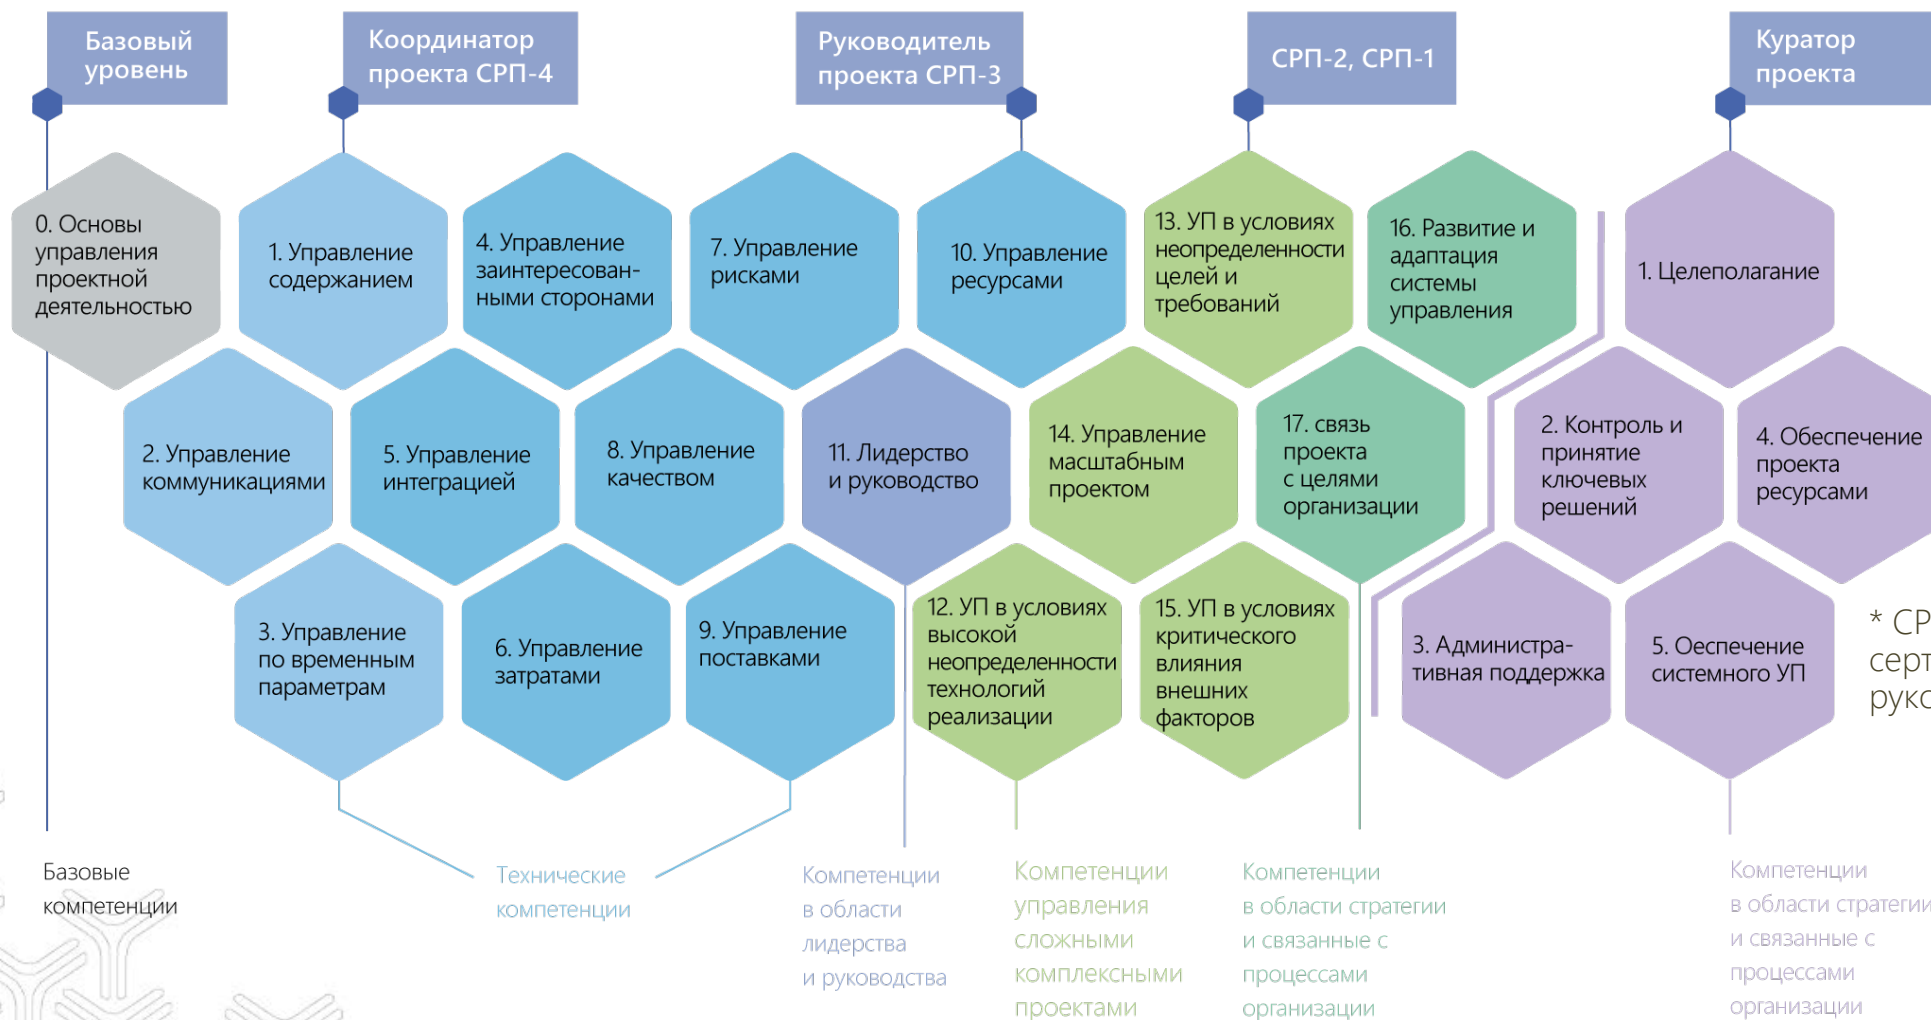 Базовый
уровень
Координатор
проекта СРП-4
Руководитель
проекта СРП-3
СРП-2, СРП-1
Куратор
проекта
0. Основы
управления
проектной
деятельностью
1. Управление
содержанием
4. Управление
заинтересован-
ными сторонами
7. Управление
рисками
10. Управление
ресурсами
13. УП в условиях
неопределенности
целей и
требований
16. Развитие и
адаптация
системы
управления
1. Целеполагание
2. Управление
коммуникациями
5. Управление
интеграцией
8. Управление
качеством
11. Лидерство
и руководство
14. Управление
масштабным
проектом
17. связь
проекта
с целями
организации
2. Контроль и
принятие
ключевых
решений
4. Обеспечение
проекта
ресурсами
3. Управление
по временным
параметрам
6. Управление
затратами
9. Управление
поставками
12. УП в условиях
высокой
неопределенности
технологий
реализации
15. УП в условиях
критического
влияния
внешних
факторов
3. Администра-
тивная поддержка
5. Оеспечение
системного УП
* СР
серт
руко
Базовые
компетенции
Технические
компетенции
Компетенции
в области
лидерства
и руководства
Компетенции
управления
сложными
комплексными
проектами
Компетенции
в области стратегии
и связанные с
процессами
организации
Компетенции
в области стратегии
и связанные с
процессами
организации